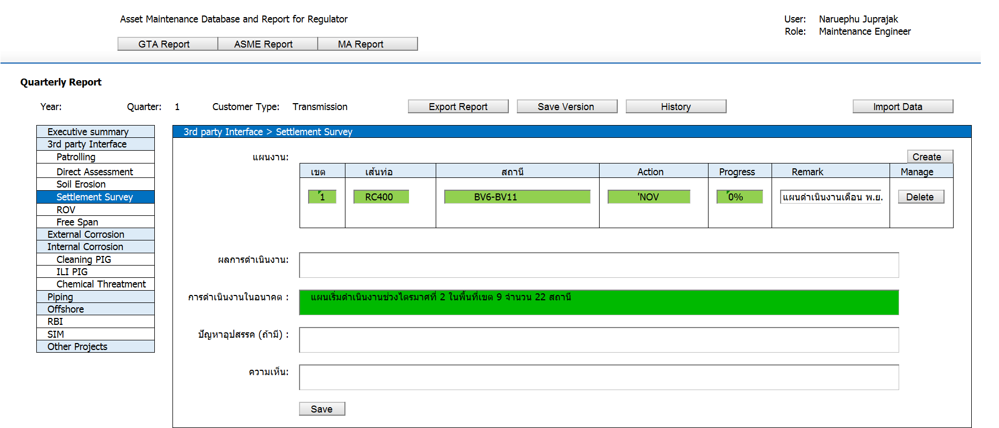 Asset Maintenance Database and Report for Regulator
User: Naruephu Juprajak
Role: Maintenance Engineer
GTA Report ASME Report MA Report
Quarterly Report
Year: Quarter: 1 Customer Type: Transmission Export Report Save Version History Import Data
Executive summary
3rd party Interface
Patrolling
Direct Assessment
Soil Erosion
Settlement Survey
ROV
Free Span
External Corrosion
Internal Corrosion
Cleaning PIG
ILI PIG
Chemical Threatment
Piping
Offshore
RBI
SIM
Other Projects
3rd party Interface > Settlement Survey
แผนงาน: Create
เขต เส้นท่อ สถานี Action Progress Remark Manage
1 RC400 BV6-BV11 'NOV 0% แผนดำเนินงานเดือน พ.ย. Delete
ผลการดำเนินงาน:
การดำเนินงานในอนาคต : แผนเริ่มดำเนินงานช่วงไตรมาศที่ 2 ในพื้นที่เขต 9 จำนวน 22 สถานี
ปัญหาอุปสรรค (ถ้ามี) :
ความเห็น:
Save